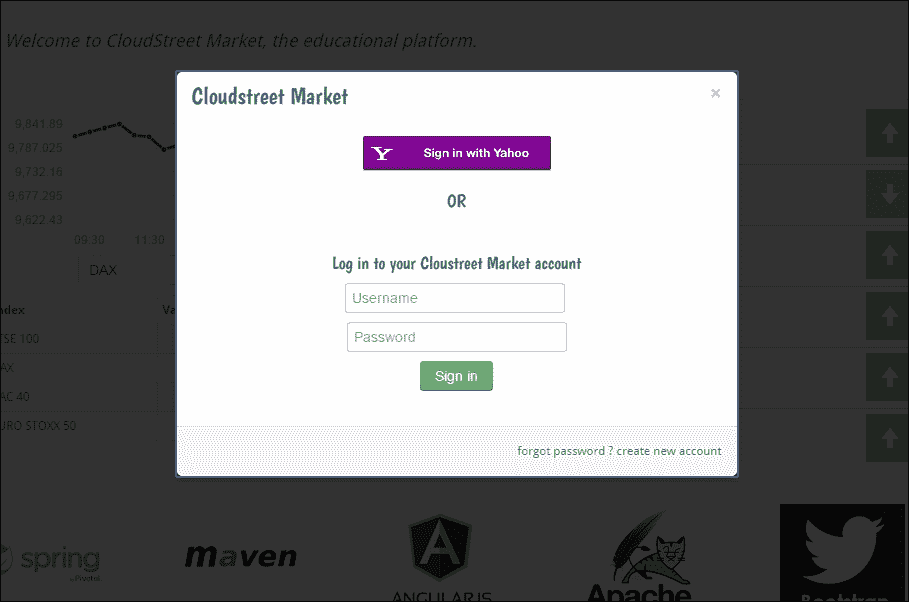 Welcome to CloudStreet Market, the educational platform.
Cloudstreet Market
×
9,841.89
Sign in with Yahoo
9,787.025
9,732.16
9,677.295
OR
9,622.43
09:30 11:30
DAX
Log in to your Cloustreet Market account
Username
ndex Va
TSE 100
Password
AX
Sign in
AC 40
URO STOXX 50
forgot password ? create new account
spring
maven
A
ANGULARJS
Apache
Bootstrap